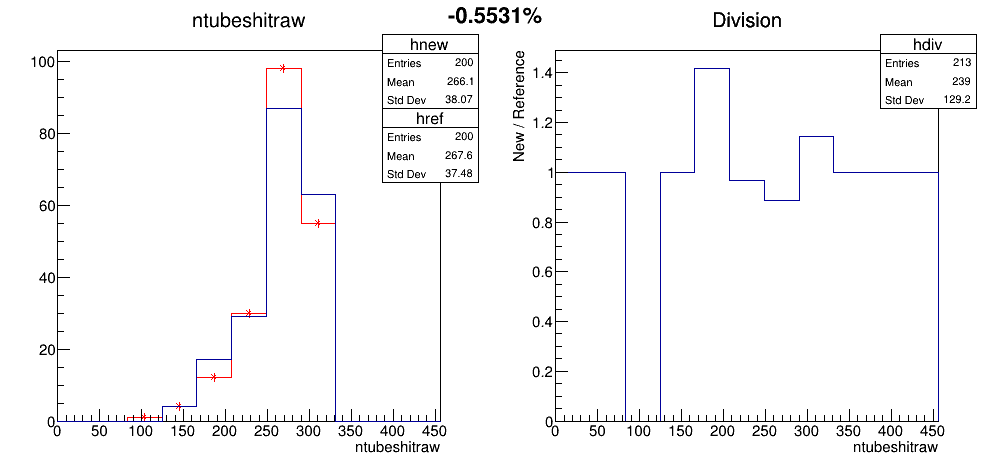 -0.5531%
ntubeshitraw
hnew
Entries 200
Mean 266.1
Std Dev 38.07
href
Entries 200
Mean 267.6
Std Dev 37.48
100
80
60
40
20
0
0 50 100 150 200 250 300 350 400 450
ntubeshitraw
Division
hdiv
Entries 213
Mean 239
Std Dev 129.2
New / Reference
1.4
1.2
1
0.8
0.6
0.4
0.2
0
0 50 100 150 200 250 300 350 400 450
ntubeshitraw